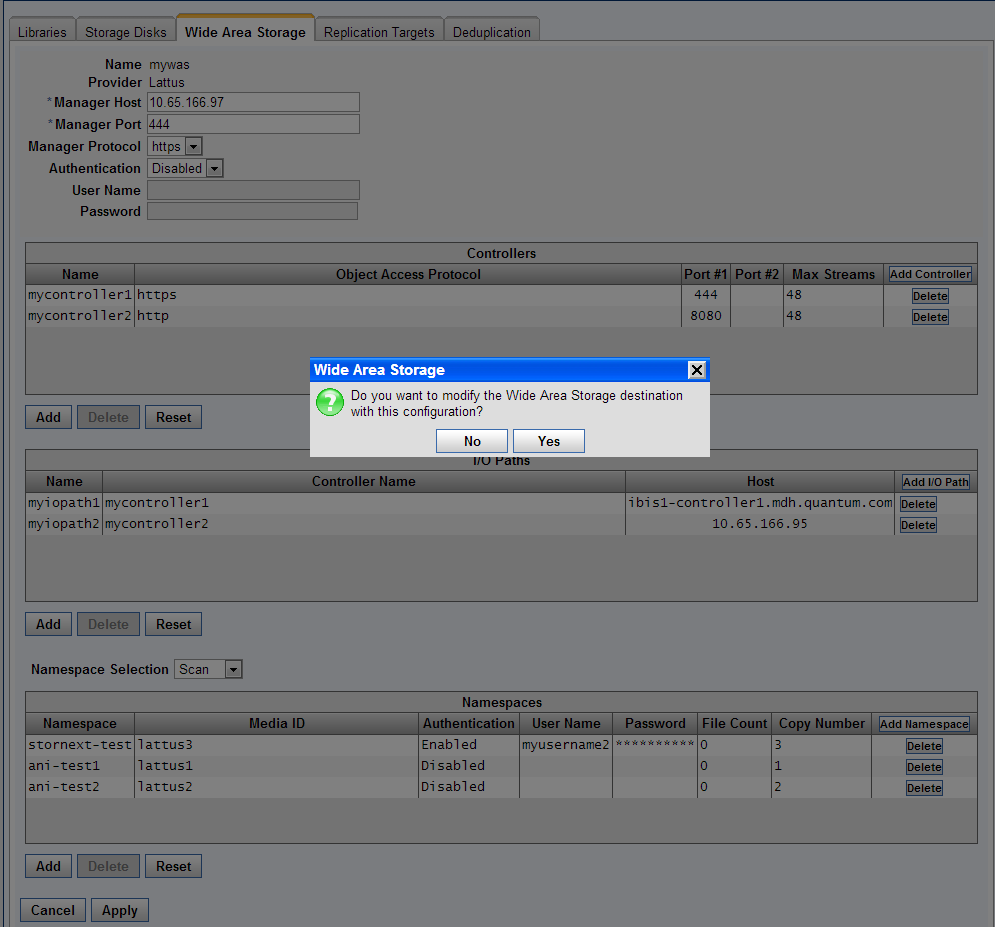 Libraries Storage Disks Wide Area Storage Replication Targets Deduplication
Name mywas
Provider Lattus
*Manager Host 10.65.166.97
*Manager Port 444
Manager Protocol https
Authentication Disabled
User Name
Password
Controllers
Name Object Access Protocol Port #1 Port #2 Max Streams Add Controller
mycontroller1 https 444 48 Delete
mycontroller2 http 8080 48 Delete
Wide Area Storage
Do you want to modify the Wide Area Storage destination
with this configuration?
No Yes
Add Delete Reset
I/O Paths
Name Controller Name Host Add I/O Path
myiopath1 mycontroller1 ibis1-controller1.mdh.quantum.com Delete
myiopath2 mycontroller2 10.65.166.95 Delete
Add Delete Reset
Namespace Selection Scan
Namespaces
Namespace Media ID Authentication User Name Password File Count Copy Number Add Namespace
stornext-test lattus3 Enabled myusername2 ********** 0 3 Delete
ani-test1 lattus1 Disabled 0 1 Delete
ani-test2 lattus2 Disabled 0 2 Delete
Add Delete Reset
Cancel Apply